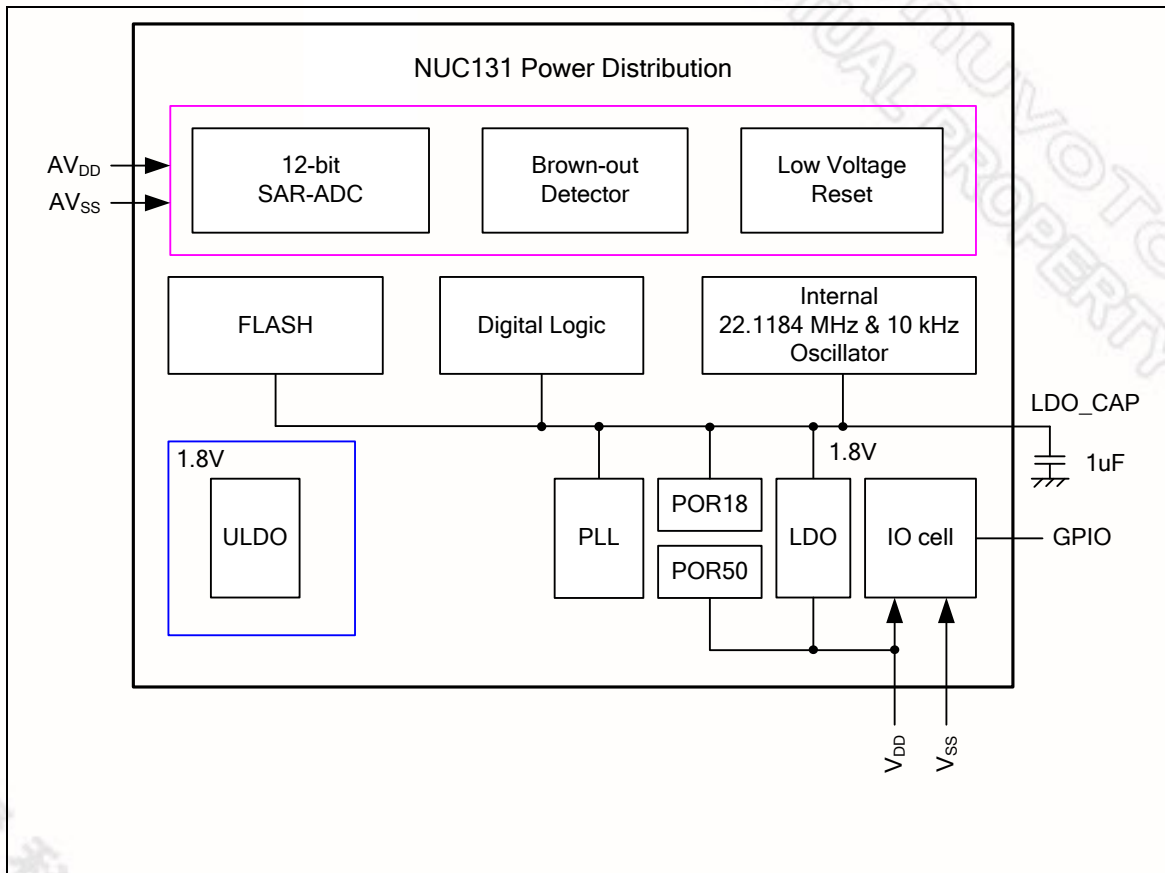 NUC131 Power Distribution
AVDD
AVSS
12-bit
SAR-ADC
Brown-out
Detector
Low Voltage
Reset
FLASH
Digital Logic
Internal
22.1184 MHz & 10 kHz
Oscillator
LDO_CAP
1uF
1.8V
ULDO
PLL
POR18
POR50
1.8V
LDO
IO cell
GPIO
VDD
VSS